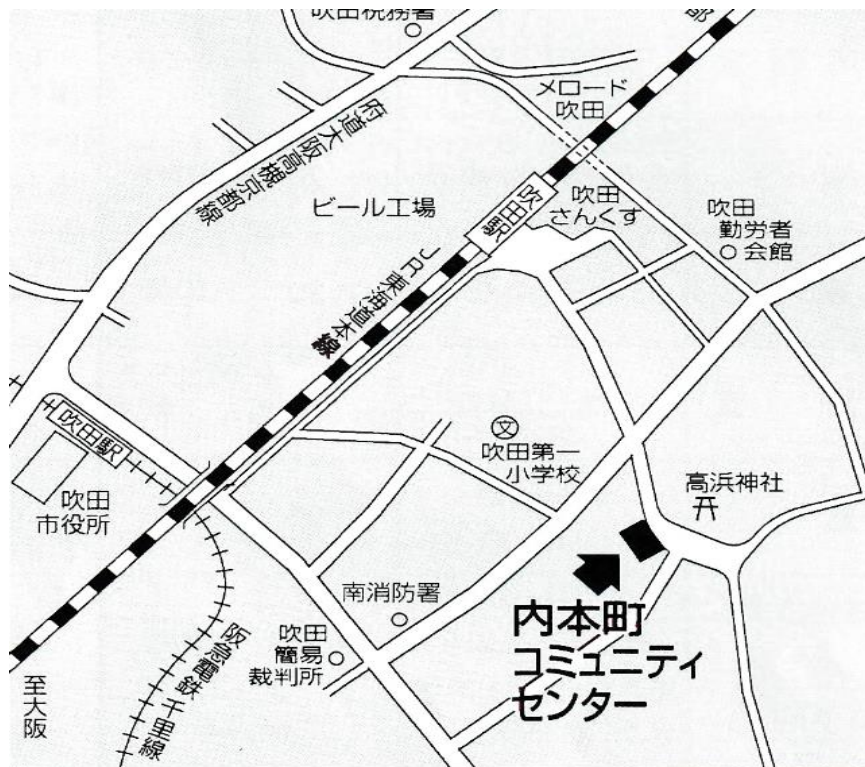 吹田税務署
メロード
吹田
府道大阪高槻京都線
ビール工場
吹田駅
吹田
さんくす
吹田
勤労者
会館
JR東海道本線
吹田駅
吹田
市役所
文
吹田第一
小学校
高浜神社
南消防署
吹田
簡易
裁判所
内本町
コミュニティ
センター
至大阪
阪急電鉄千里線